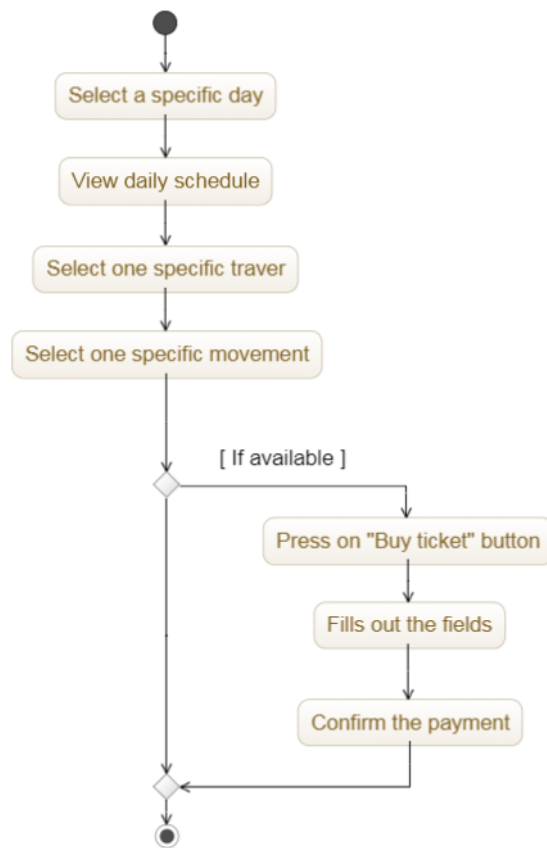 Select a specific day
View daily schedule
Select one specific traver
Select one specific movement
[ If available ]
Press on "Buy ticket" button
Fills out the fields
Confirm the payment